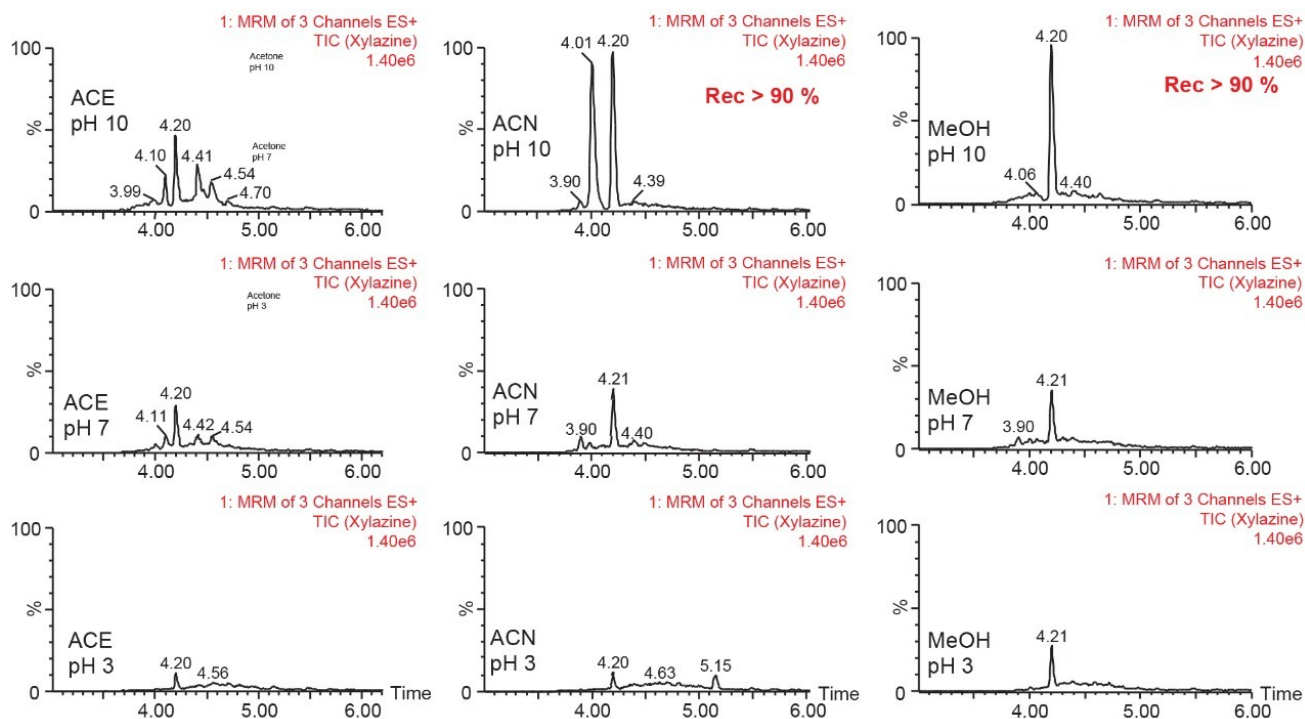 1: MRM of 3 Channels ES+
TIC (Xylazine)
1.40e6
Acetone
pH 10
Acetone
pH 7
100
%
0
ACE
pH 10
3.99
4.10
4.20
4.41
4.54
4.70
4.00
5.00
6.00
1: MRM of 3 Channels ES+
TIC (Xylazine)
1.40e6
Rec > 90 %
100
%
0
ACN
pH 10
3.90
4.01
4.20
4.39
4.00
5.00
6.00
1: MRM of 3 Channels ES+
TIC (Xylazine)
1.40e6
Rec > 90 %
100
%
0
MeOH
pH 10
4.06
4.20
4.40
4.00
5.00
6.00
1: MRM of 3 Channels ES+
TIC (Xylazine)
1.40e6
Acetone
pH 3
100
%
0
ACE
pH 7
4.11
4.20
4.42
4.54
4.00
5.00
6.00
1: MRM of 3 Channels ES+
TIC (Xylazine)
1.40e6
100
%
0
ACN
pH 7
3.90
4.21
4.40
4.00
5.00
6.00
1: MRM of 3 Channels ES+
TIC (Xylazine)
1.40e6
100
%
0
MeOH
pH 7
3.90
4.21
4.00
5.00
6.00
1: MRM of 3 Channels ES+
TIC (Xylazine)
1.40e6
100
%
0
ACE
pH 3
4.20
4.56
Time
4.00
5.00
6.00
1: MRM of 3 Channels ES+
TIC (Xylazine)
1.40e6
100
%
0
ACN
pH 3
4.20
4.63
5.15
Time
4.00
5.00
6.00
1: MRM of 3 Channels ES+
TIC (Xylazine)
1.40e6
100
%
0
MeOH
pH 3
4.21
Time
4.00
5.00
6.00